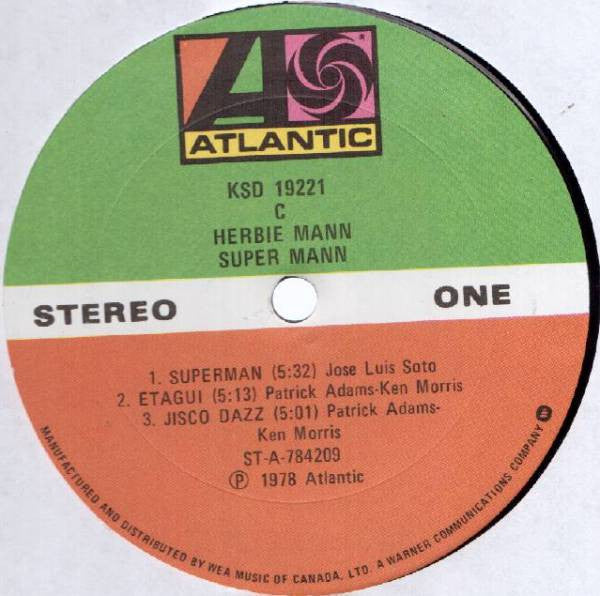 ATLANTIC
KSD 19221
C
HERBIE MANN
SUPER MANN
STEREO
ONE
1. SUPERMAN (5:32) Jose Luis Soto
2. ETAGUI (5:13) Patrick Adams-Ken Morris
3. JISCO DAZZ (5:01) Patrick Adams-
Ken Morris
ST-A-784209
Ⓟ 1978 Atlantic
MANUFACTURED AND DISTRIBUTED BY WEA MUSIC OF CANADA, LTD. A WARNER COMMUNICATIONS COMPANY